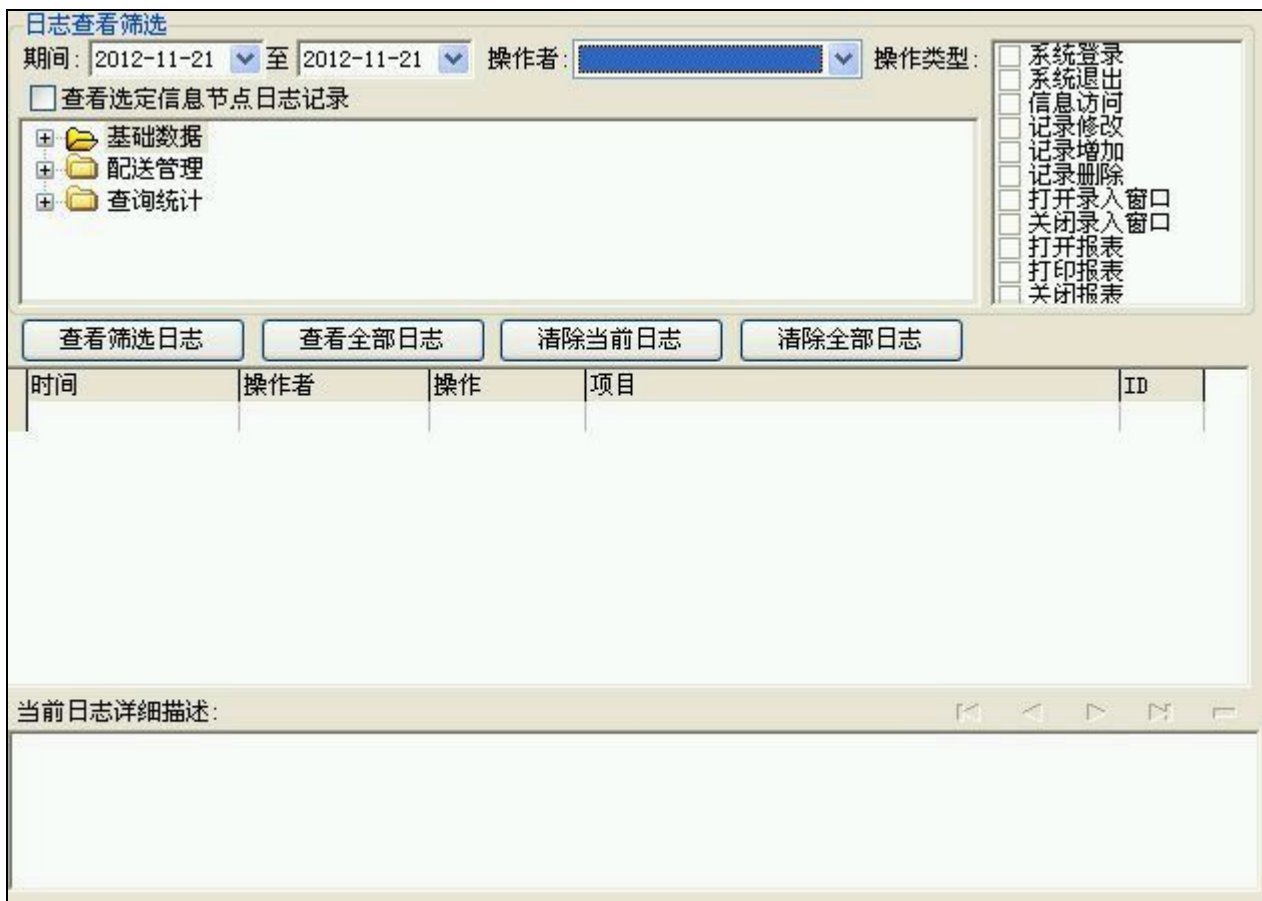 日志查看筛选
期间: 2012-11-21 至 2012-11-21 操作者: 操作类型:
系统登录
系统退出
信息访问
记录修改
记录增加
记录删除
打开录入窗口
关闭录入窗口
打开报表
打印报表
关闭报表
查看选定信息节点日志记录
基础数据
配送管理
查询统计
查看筛选日志 查看全部日志 清除当前日志 清除全部日志
时间 操作者 操作 项目 ID
当前日志详细描述: